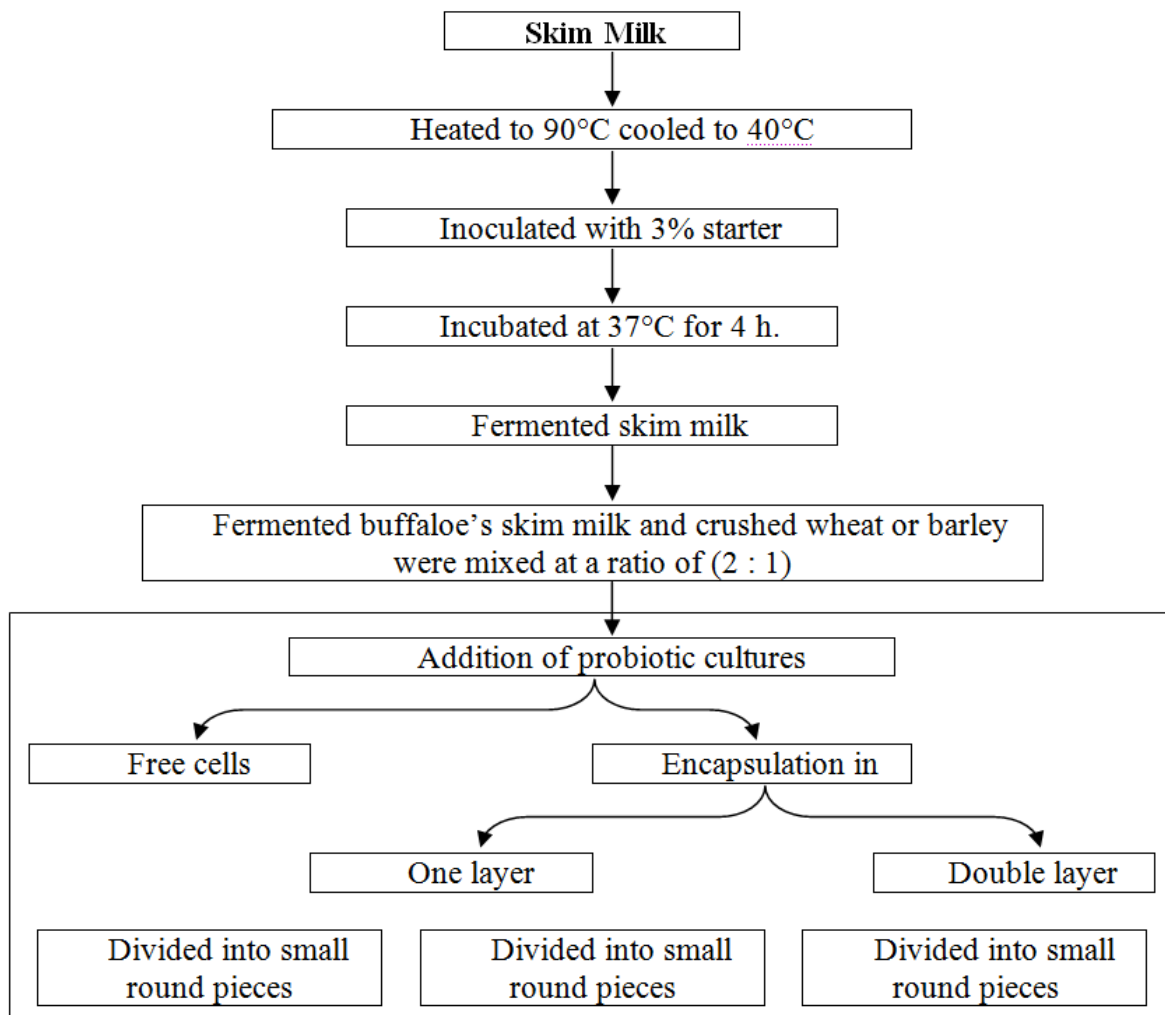 Skim Milk
Heated to 90°C cooled to 40°C
Inoculated with 3% starter
Incubated at 37°C for 4 h.
Fermented skim milk
Fermented buffaloe’s skim milk and crushed wheat or barley
were mixed at a ratio of (2 : 1)
Addition of probiotic cultures
Free cells
Encapsulation in
One layer
Double layer
Divided into small
round pieces
Divided into small
round pieces
Divided into small
round pieces